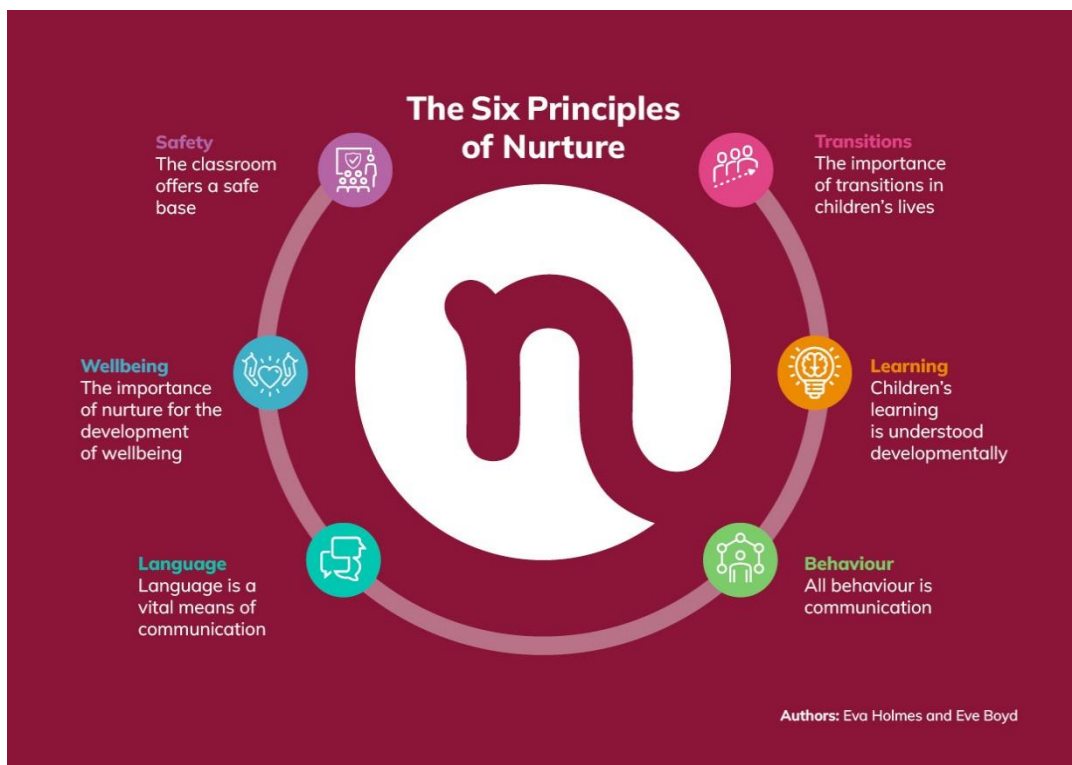 The Six Principles
of Nurture
Safety
The classroom
offers a safe
base
Transitions
The importance
of transitions in
children's lives
Wellbeing
The importance
of nurture for the
development
of wellbeing
Learning
Children's
learning
is understood
developmentally
Language
Language is a
vital means of
communication
Behaviour
All behaviour is
communication
n
Authors: Eva Holmes and Eve Boyd